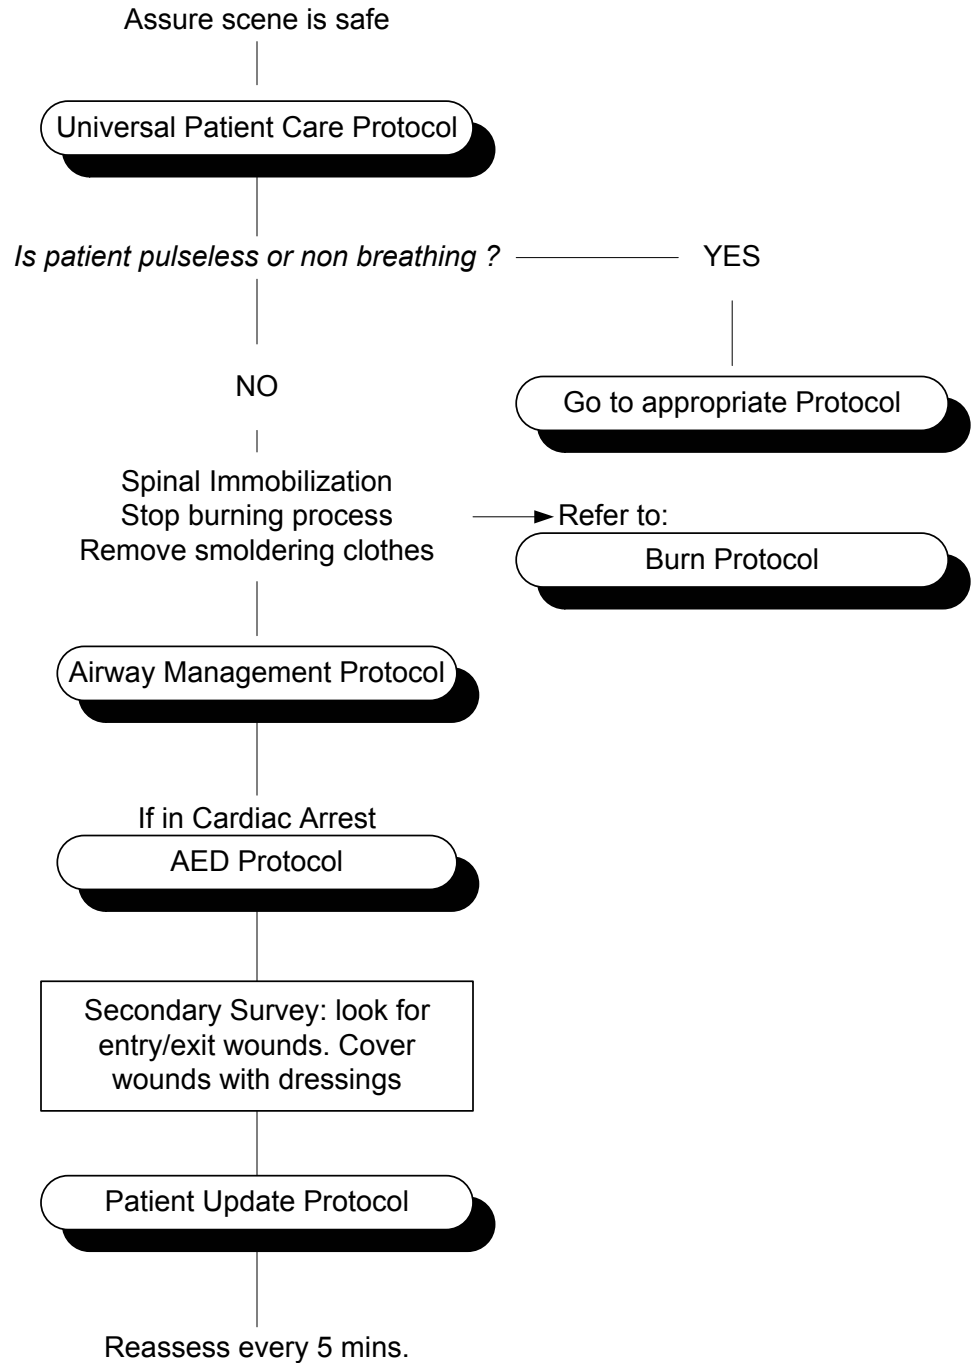 Assure scene is safe
Universal Patient Care Protocol
Is patient pulseless or non breathing ?
YES
NO
Go to appropriate Protocol
Spinal Immobilization
Stop burning process
Remove smoldering clothes
Refer to:
Burn Protocol
Airway Management Protocol
If in Cardiac Arrest
AED Protocol
Secondary Survey: look for
entry/exit wounds. Cover
wounds with dressings
Patient Update Protocol
Reassess every 5 mins.